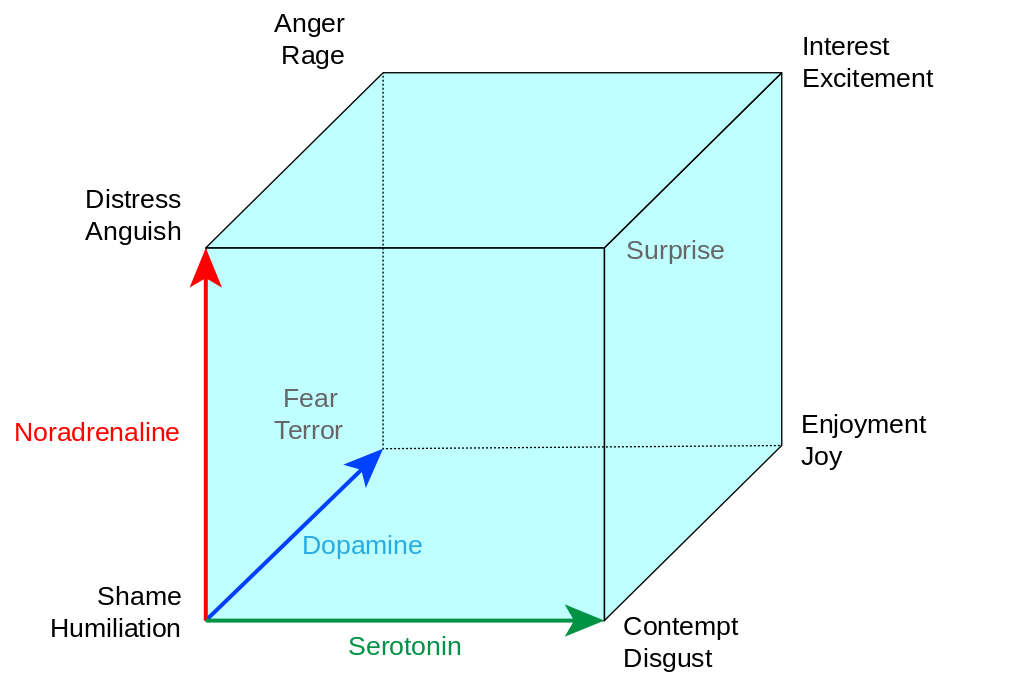 Anger
Rage
Interest
Excitement
Distress
Anguish
Surprise
Fear
Terror
Noradrenaline
Enjoyment
Joy
Dopamine
Shame
Humiliation
Serotonin
Contempt
Disgust